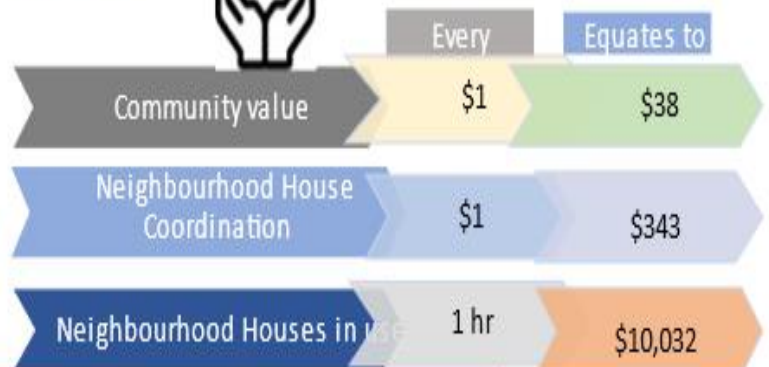 Every Equates to
Community value $1 $38
Neighbourhood House
Coordination $1 $343
Neighbourhood Houses in use 1 hr $10,032